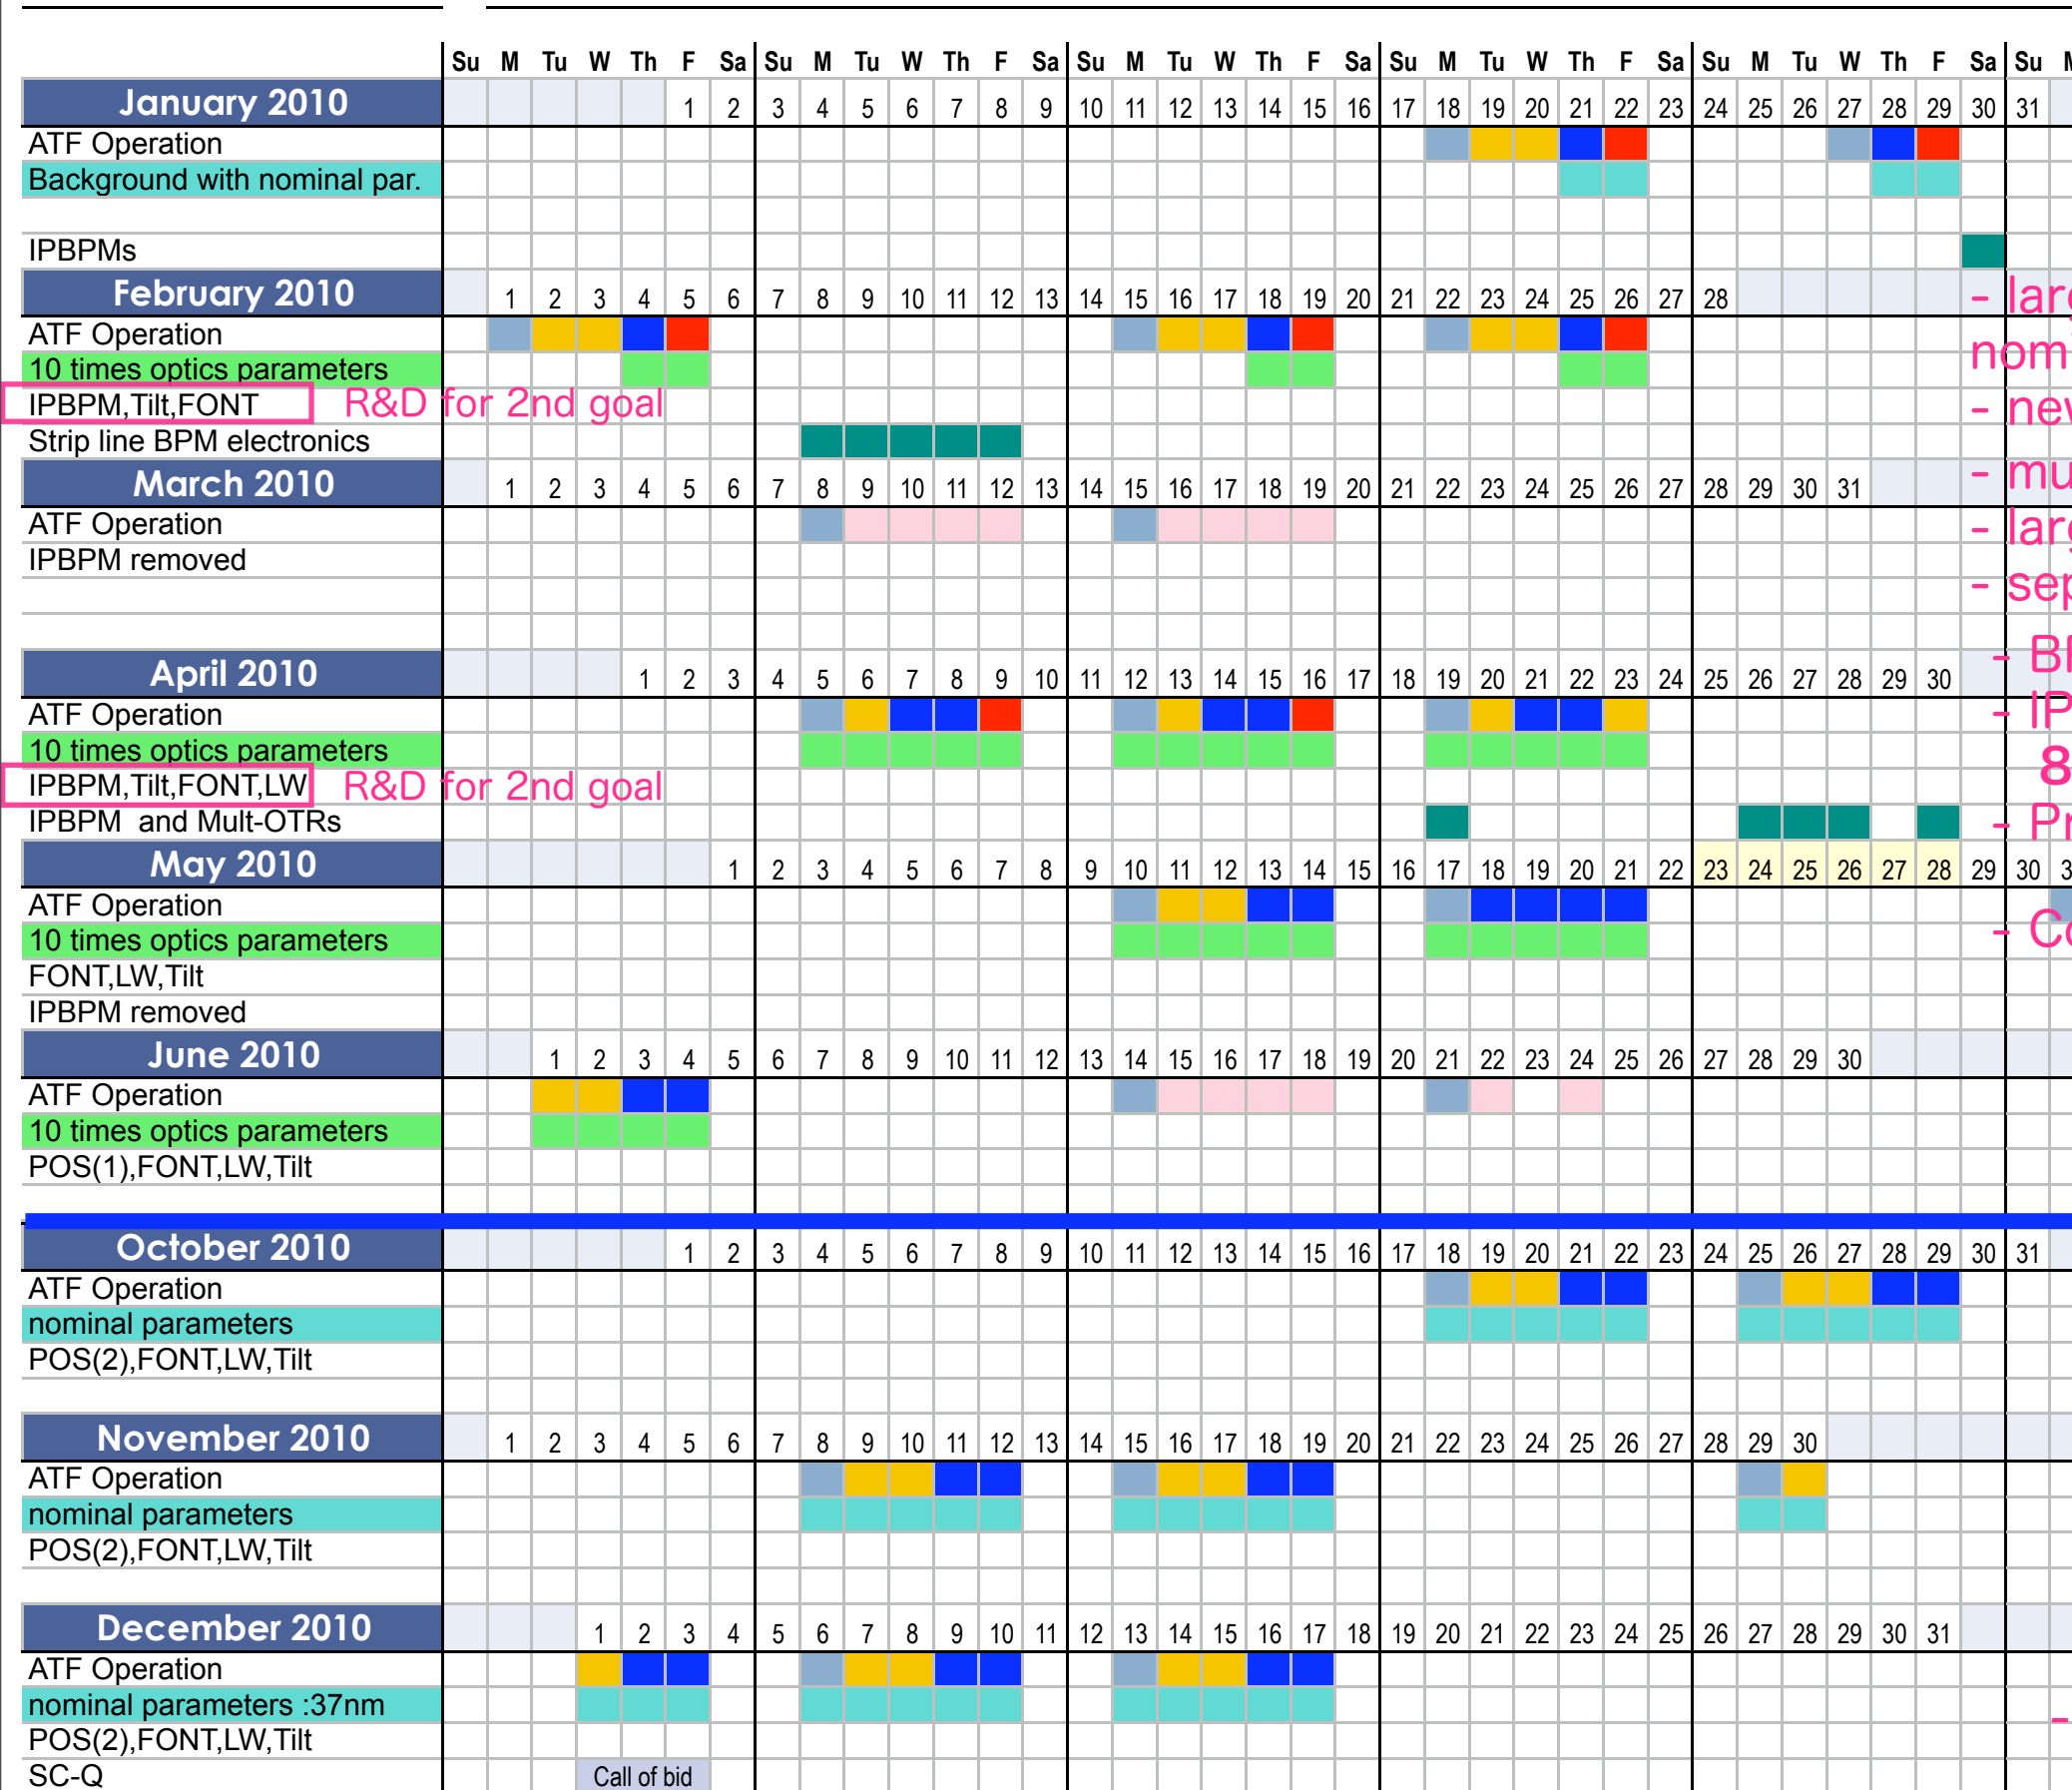 Su M Tu W Th F Sa Su M Tu W Th F Sa Su M Tu W Th F Sa Su M Tu W Th F Sa Su M Tu W Th F Sa Su
January 2010 1 2 3 4 5 6 7 8 9 10 11 12 13 14 15 16 17 18 19 20 21 22 23 24 25 26 27 28 29 30 31
ATF Operation
Background with nominal par.
IPBPMs
February 2010 1 2 3 4 5 6 7 8 9 10 11 12 13 14 15 16 17 18 19 20 21 22 23 24 25 26 27 28
ATF Operation
10 times optics parameters
IPBPM,Tilt,FONT R&D for 2nd goal
Strip line BPM electronics
March 2010 1 2 3 4 5 6 7 8 9 10 11 12 13 14 15 16 17 18 19 20 21 22 23 24 25 26 27 28 29 30 31
ATF Operation
IPBPM removed
April 2010 1 2 3 4 5 6 7 8 9 10 11 12 13 14 15 16 17 18 19 20 21 22 23 24 25 26 27 28 29 30
ATF Operation
10 times optics parameters
IPBPM,Tilt,FONT,LW R&D for 2nd goal
IPBPM and Mult-OTRs
May 2010 1 2 3 4 5 6 7 8 9 10 11 12 13 14 15 16 17 18 19 20 21 22 23 24 25 26 27 28 29 30
ATF Operation
10 times optics parameters
FONT,LW,Tilt
IPBPM removed
June 2010 1 2 3 4 5 6 7 8 9 10 11 12 13 14 15 16 17 18 19 20 21 22 23 24 25 26 27 28 29 30
ATF Operation
10 times optics parameters
POS(1),FONT,LW,Tilt
October 2010 1 2 3 4 5 6 7 8 9 10 11 12 13 14 15 16 17 18 19 20 21 22 23 24 25 26 27 28 29 30 31
ATF Operation
nominal parameters
POS(2),FONT,LW,Tilt
November 2010 1 2 3 4 5 6 7 8 9 10 11 12 13 14 15 16 17 18 19 20 21 22 23 24 25 26 27 28 29 30
ATF Operation
nominal parameters
POS(2),FONT,LW,Tilt
December 2010 1 2 3 4 5 6 7 8 9 10 11 12 13 14 15 16 17 18 19 20 21 22 23 24 25 26 27 28 29 30 31
ATF Operation
nominal parameters :37nm
POS(2),FONT,LW,Tilt
SC-Q Call of bid